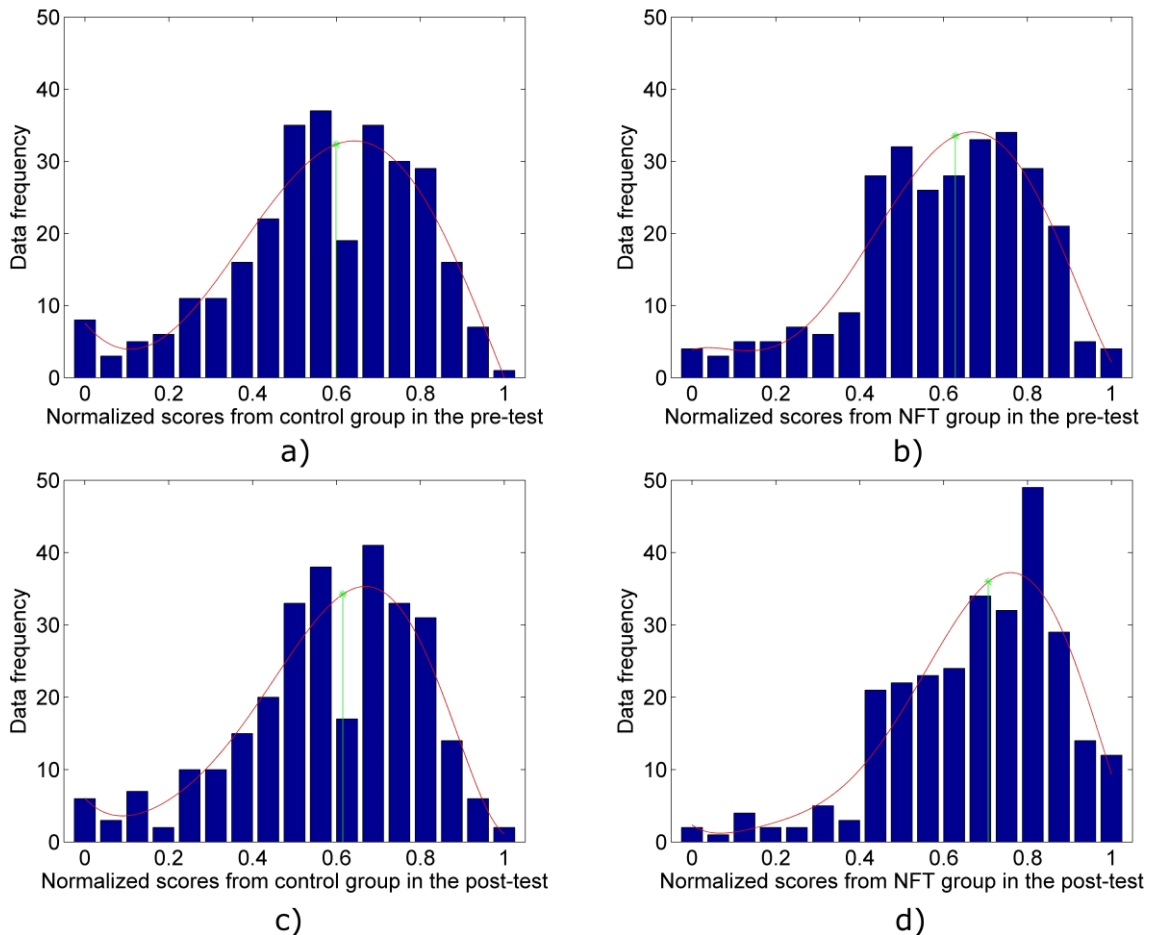 50
40
30
20
10
0
Data frequency
0 0.2 0.4 0.6 0.8 1
Normalized scores from control group in the pre-test
a)
50
40
30
20
10
0
Data frequency
0 0.2 0.4 0.6 0.8 1
Normalized scores from NFT group in the pre-test
b)
50
40
30
20
10
0
Data frequency
0 0.2 0.4 0.6 0.8 1
Normalized scores from control group in the post-test
c)
50
40
30
20
10
0
Data frequency
0 0.2 0.4 0.6 0.8 1
Normalized scores from NFT group in the post-test
d)